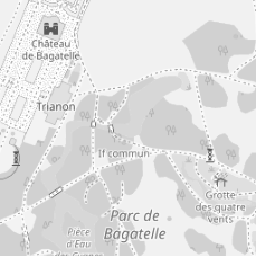 Château
de Bagatelle
Trianon
If commun
Grotte
des quatre
vents
Parc de
Bagatelle
Pièce
d'Eau